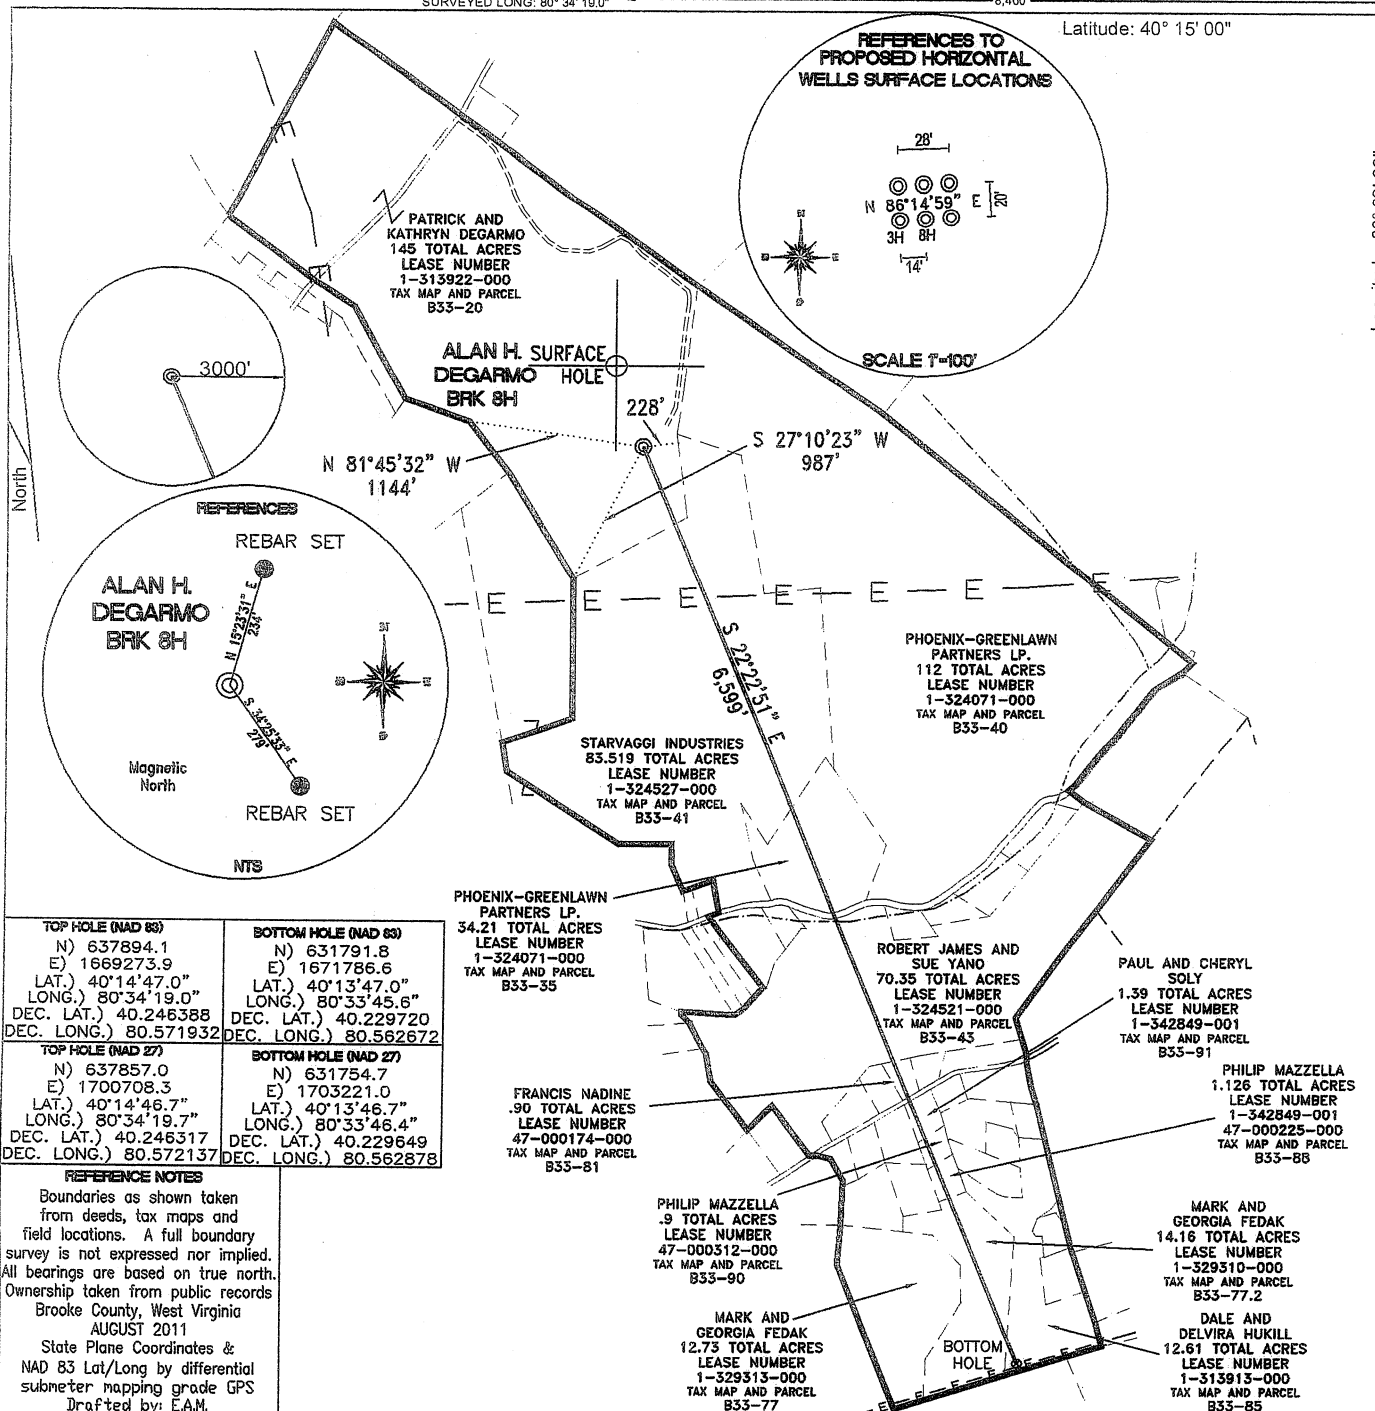 SURVEYED LONG: 80° 34' 19.0"
8,400
Latitude: 40° 15' 00"
REFERENCES TO
PROPOSED HORIZONTAL
WELLS SURFACE LOCATIONS
28'
N 86°14'59" E
20'
3H 8H
14'
SCALE 1"=100'
PATRICK AND
KATHRYN DEGARMO
145 TOTAL ACRES
LEASE NUMBER
1-313922-000
TAX MAP AND PARCEL
B33-20
3000'
ALAN H.
DEGARMO
BRK 8H
SURFACE
HOLE
228'
N 81°45'32" W
1144'
S 27°10'23" W
987'
North
REFERENCES
REBAR SET
ALAN H.
DEGARMO
BRK 8H
N 15°23'31" E
234'
S 34°25'33" E
279'
Magnetic
North
REBAR SET
NTS
E E E E E E E
S 22°22'51" E
6,599'
PHOENIX-GREENLAWN
PARTNERS LP.
112 TOTAL ACRES
LEASE NUMBER
1-324071-000
TAX MAP AND PARCEL
B33-40
STARVAGGI INDUSTRIES
83.519 TOTAL ACRES
LEASE NUMBER
1-324527-000
TAX MAP AND PARCEL
B33-41
PHOENIX-GREENLAWN
PARTNERS LP.
34.21 TOTAL ACRES
LEASE NUMBER
1-324071-000
TAX MAP AND PARCEL
B33-35
ROBERT JAMES AND
SUE YANO
70.35 TOTAL ACRES
LEASE NUMBER
1-324521-000
TAX MAP AND PARCEL
B33-43
PAUL AND CHERYL
SOLY
1.39 TOTAL ACRES
LEASE NUMBER
1-342849-001
TAX MAP AND PARCEL
B33-91
TOP HOLE (NAD 83)
N) 637894.1
E) 1669273.9
LAT.) 40°14'47.0"
LONG.) 80°34'19.0"
DEC. LAT.) 40.246388
DEC. LONG.) 80.571932
BOTTOM HOLE (NAD 83)
N) 631791.8
E) 1671786.6
LAT.) 40°13'47.0"
LONG.) 80°33'45.6"
DEC. LAT.) 40.229720
DEC. LONG.) 80.562672
TOP HOLE (NAD 27)
N) 637857.0
E) 1700708.3
LAT.) 40°14'46.7"
LONG.) 80°34'19.7"
DEC. LAT.) 40.246317
DEC. LONG.) 80.572137
BOTTOM HOLE (NAD 27)
N) 631754.7
E) 1703221.0
LAT.) 40°13'46.7"
LONG.) 80°33'46.4"
DEC. LAT.) 40.229649
DEC. LONG.) 80.562878
FRANCIS NADINE
.90 TOTAL ACRES
LEASE NUMBER
47-000174-000
TAX MAP AND PARCEL
B33-81
PHILIP MAZZELLA
1.126 TOTAL ACRES
LEASE NUMBER
1-342849-001
47-000225-000
TAX MAP AND PARCEL
B33-88
PHILIP MAZZELLA
.9 TOTAL ACRES
LEASE NUMBER
47-000312-000
TAX MAP AND PARCEL
B33-90
MARK AND
GEORGIA FEDAK
14.16 TOTAL ACRES
LEASE NUMBER
1-329310-000
TAX MAP AND PARCEL
B33-77.2
MARK AND
GEORGIA FEDAK
12.73 TOTAL ACRES
LEASE NUMBER
1-329313-000
TAX MAP AND PARCEL
B33-77
BOTTOM
HOLE
DALE AND
DELVIRA HUKILL
12.61 TOTAL ACRES
LEASE NUMBER
1-313913-000
TAX MAP AND PARCEL
B33-85
REFERENCE NOTES
Boundaries as shown taken
from deeds, tax maps and
field locations. A full boundary
survey is not expressed nor implied.
All bearings are based on true north.
Ownership taken from public records
Brooke County, West Virginia
AUGUST 2011
State Plane Coordinates &
NAD 83 Lat/Long by differential
submeter mapping grade GPS
Drafted by: E.A.M.